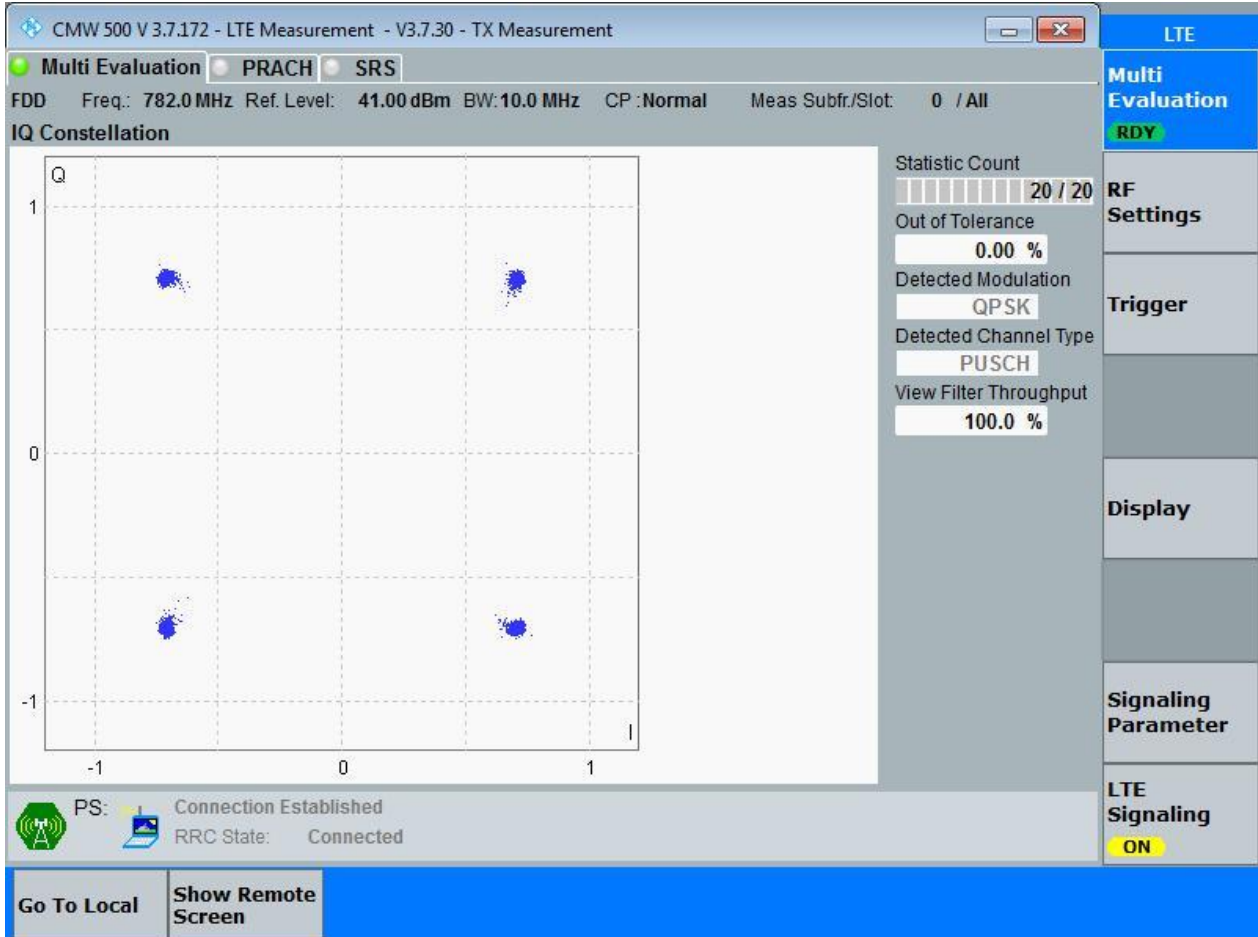 CMW 500 V 3.7.172 - LTE Measurement - V3.7.30 - TX Measurement
LTE
Multi Evaluation PRACH SRS
Multi
Evaluation
RDY
FDD Freq.: 782.0 MHz Ref. Level: 41.00 dBm BW: 10.0 MHz CP : Normal Meas Subfr./Slot: 0 / All
IQ Constellation
Q
1
0
-1
I
-1 0 1
Statistic Count
20 / 20
Out of Tolerance
0.00 %
Detected Modulation
QPSK
Detected Channel Type
PUSCH
View Filter Throughput
100.0 %
RF
Settings
Trigger
Display
Signaling
Parameter
LTE
Signaling
ON
PS: Connection Established
RRC State: Connected
Go To Local
Show Remote
Screen